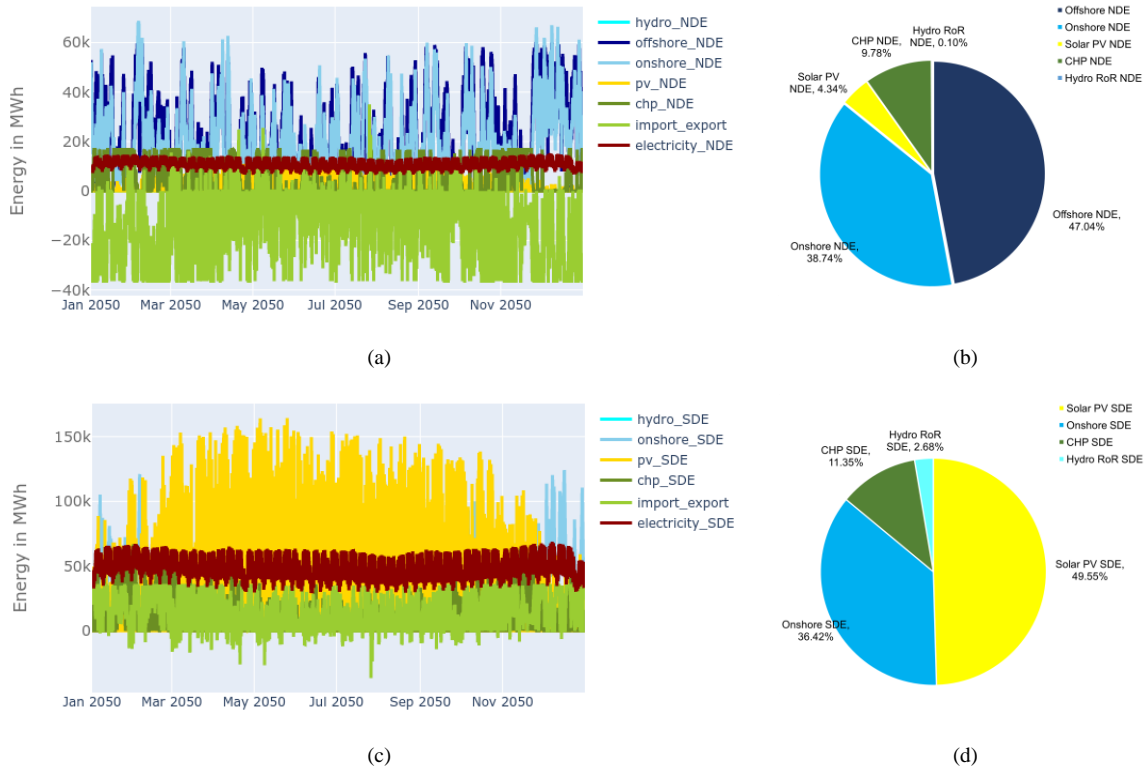 60k
40k
20k
0
−20k
−40k
Energy in MWh
Jan 2050
Mar 2050
May 2050
Jul 2050
Sep 2050
Nov 2050
hydro_NDE
offshore_NDE
onshore_NDE
pv_NDE
chp_NDE
import_export
electricity_NDE
(a)
Hydro RoR
NDE, 0.10%
CHP NDE,
9.78%
Solar PV
NDE, 4.34%
Onshore NDE,
38.74%
Offshore NDE,
47.04%
Offshore NDE
Onshore NDE
Solar PV NDE
CHP NDE
Hydro RoR NDE
(b)
150k
100k
50k
0
Energy in MWh
Jan 2050
Mar 2050
May 2050
Jul 2050
Sep 2050
Nov 2050
hydro_SDE
onshore_SDE
pv_SDE
chp_SDE
import_export
electricity_SDE
(c)
Hydro RoR
SDE, 2.68%
CHP SDE,
11.35%
Onshore SDE,
36.42%
Solar PV SDE,
49.55%
Solar PV SDE
Onshore SDE
CHP SDE
Hydro RoR SDE
(d)